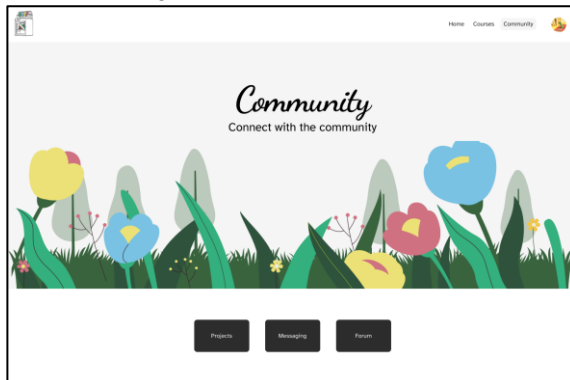 Home Courses Community
Community
Connect with the community
Projects Messaging Forum